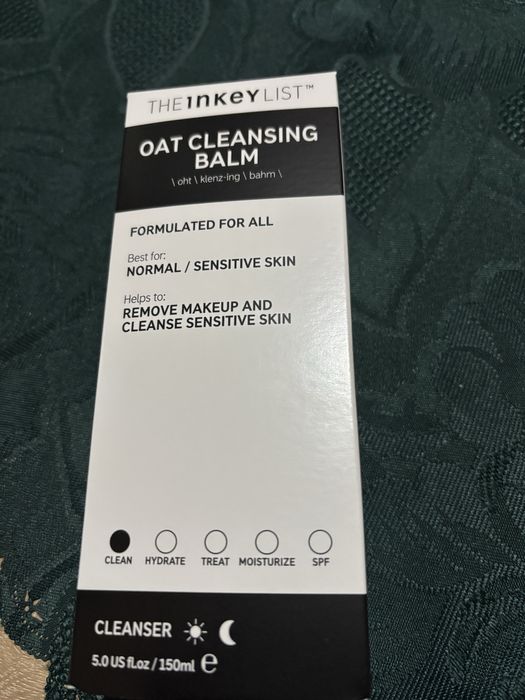 THE INKEY LIST™
OAT CLEANSING
BALM
\ oht \ klenz-ing \ bahm \
FORMULATED FOR ALL
Best for:
NORMAL / SENSITIVE SKIN
Helps to:
REMOVE MAKEUP AND
CLEANSE SENSITIVE SKIN
CLEAN HYDRATE TREAT MOISTURIZE SPF
CLEANSER
5.0 US fl.oz / 150ml ℮